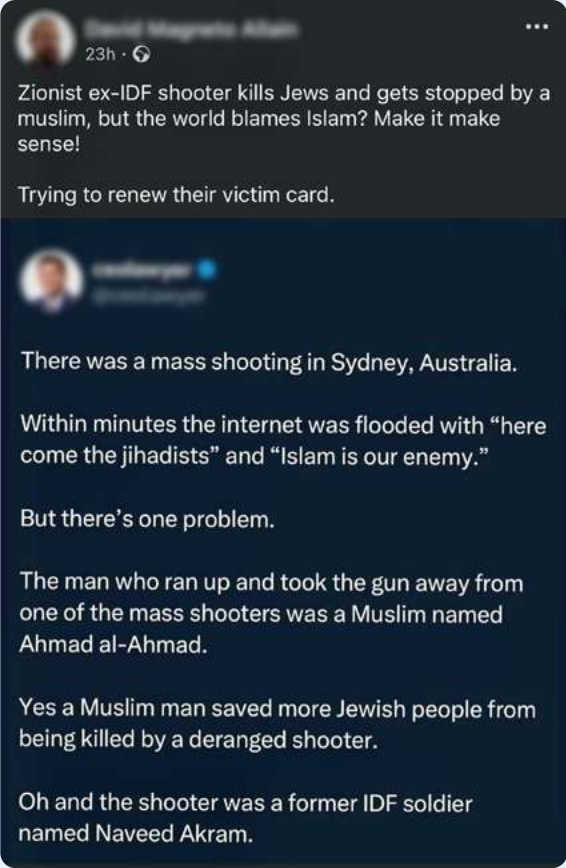 23h
Zionist ex-IDF shooter kills Jews and gets stopped by a
muslim, but the world blames Islam? Make it make
sense!
Trying to renew their victim card.
There was a mass shooting in Sydney, Australia.
Within minutes the internet was flooded with “here
come the jihadists” and “Islam is our enemy.”
But there’s one problem.
The man who ran up and took the gun away from
one of the mass shooters was a Muslim named
Ahmad al-Ahmad.
Yes a Muslim man saved more Jewish people from
being killed by a deranged shooter.
Oh and the shooter was a former IDF soldier
named Naveed Akram.